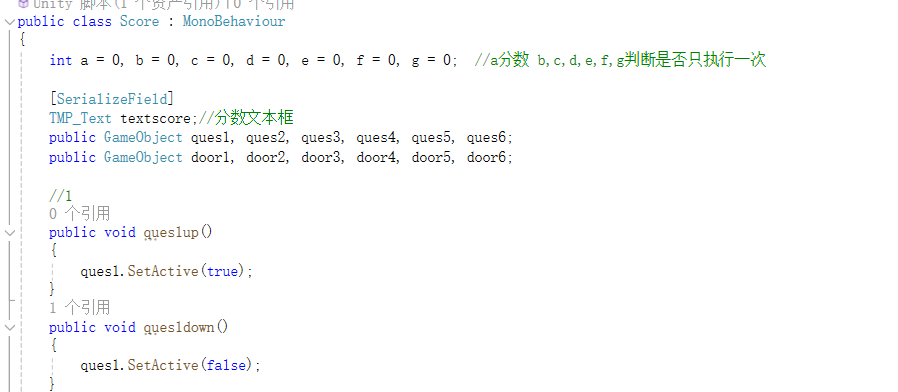 Unity 脚本(1 个资产引用)|0 个引用
public class Score : MonoBehaviour
{
int a = 0, b = 0, c = 0, d = 0, e = 0, f = 0, g = 0; //a分数 b,c,d,e,f,g判断是否只执行一次
[SerializeField]
TMP_Text textscore;//分数文本框
public GameObject ques1, ques2, ques3, ques4, ques5, ques6;
public GameObject door1, door2, door3, door4, door5, door6;
//1
0 个引用
public void ques1up()
{
ques1.SetActive(true);
}
1 个引用
public void ques1down()
{
ques1.SetActive(false);
}